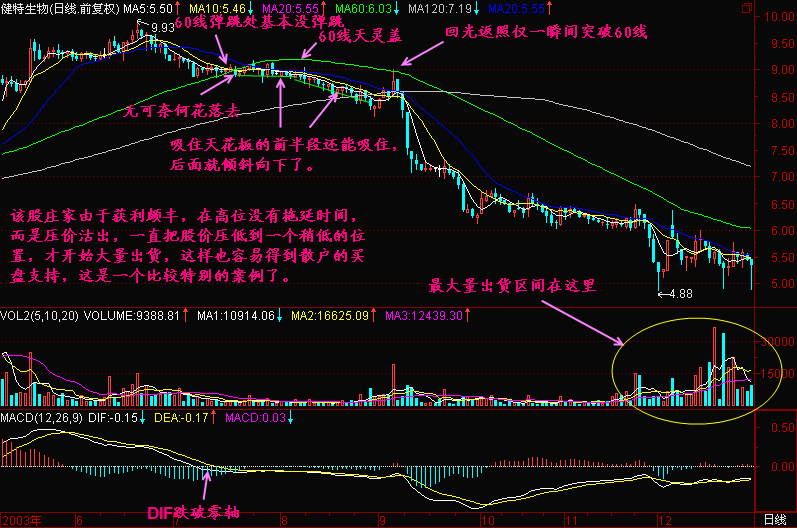 健特生物(日线.前复权) MA5:5.50↑ MA10:5.46↓ MA20:5.55↑ MA60:6.03↓ MA120:7.19↓ MA20:5.55↑
10.00
9.93
60线弹跳处基本没弹跳
60线天灵盖
回光返照仅一瞬间突破60线
9.50
9.00
8.50
无可奈何花落去
8.00
吸住天花板的前半段还能吸住,
后面就倾斜向下了。
7.50
7.00
6.50
该股庄家由于获利颇丰，在高位没有拖延时间，
而是压价沽出，一直把股价压低到一个稍低的位
置，才开始大量出货，这样也容易得到散户的买
盘支持，这是一个比较特别的案例了。
6.00
5.50
5.00
最大量出货区间在这里
4.88
VOL2(5,10,20) VOLUME:9388.81↑ MA1:10914.06↓ MA2:16625.09↑ MA3:12439.30↑
30000
15000
MACD(12,26,9) DIF:-0.15↓ DEA:-0.17↑ MACD:0.03↓
0.50
0.00
DIF跌破零轴
2003年 6 7 8 9 10 11 12 日线